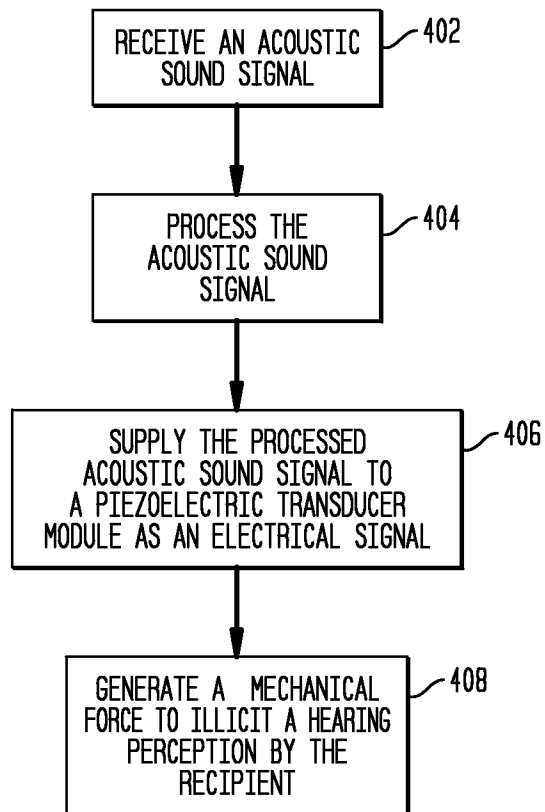 RECEIVE AN ACOUSTIC
SOUND SIGNAL
402
PROCESS THE
ACOUSTIC SOUND
SIGNAL
404
SUPPLY THE PROCESSED
ACOUSTIC SOUND SIGNAL TO
A PIEZOELECTRIC TRANSDUCER
MODULE AS AN ELECTRICAL SIGNAL
406
GENERATE A MECHANICAL
FORCE TO ILLICIT A HEARING
PERCEPTION BY THE
RECIPIENT
408